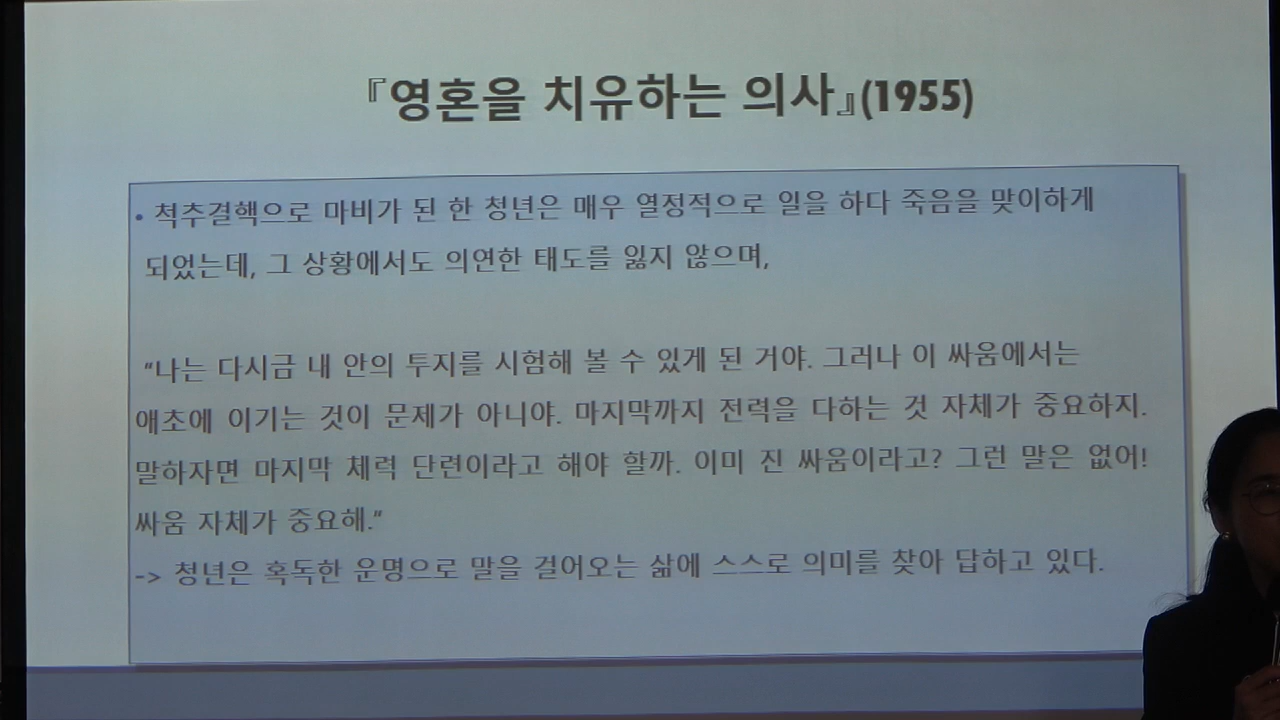 『영혼을 치유하는 의사』(1955)
• 척추결핵으로 마비가 된 한 청년은 매우 열정적으로 일을 하다 죽음을 맞이하게
되었는데, 그 상황에서도 의연한 태도를 잃지 않으며,
“나는 다시금 내 안의 투지를 시험해 볼 수 있게 된 거야. 그러나 이 싸움에서는
애초에 이기는 것이 문제가 아니야. 마지막까지 전력을 다하는 것 자체가 중요하지.
말하자면 마지막 체력 단련이라고 해야 할까. 이미 진 싸움이라고? 그런 말은 없어!
싸움 자체가 중요해.”
-> 청년은 혹독한 운명으로 말을 걸어오는 삶에 스스로 의미를 찾아 답하고 있다.